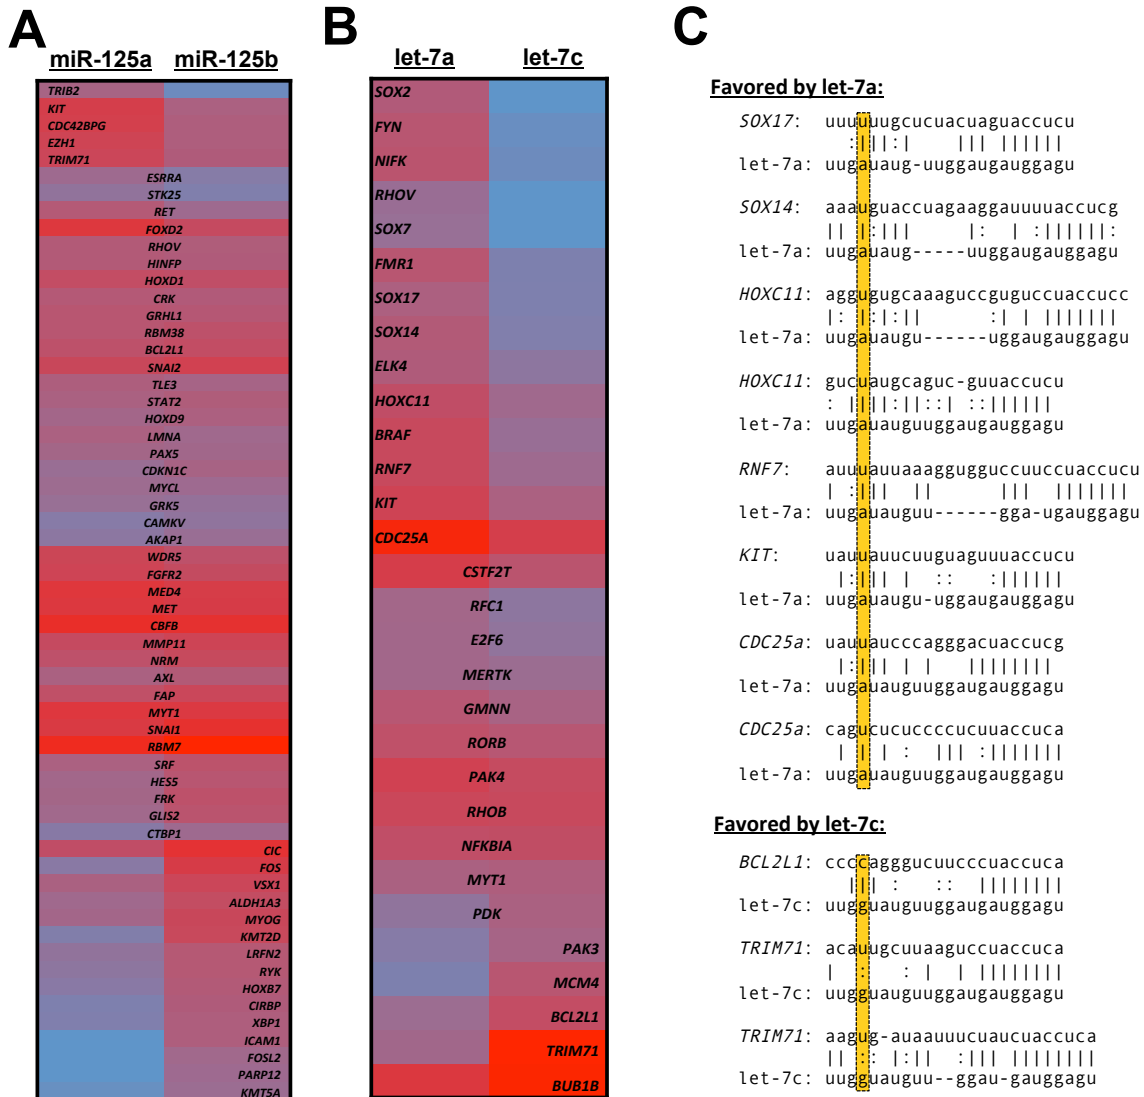 A
B
C
miR-125a miR-125b
TRIB2
KIT
CDC42BPG
EZH1
TRIM71
ESRRA
STK25
RET
FOXD2
RHOV
HINFP
HOXD1
CRK
GRHL1
RBM38
BCL2L1
SNAI2
TLE3
STAT2
HOXD9
LMNA
PAX5
CDKN1C
MYCL
GRK5
CAMKV
AKAP1
WDR5
FGFR2
MED4
MET
CBFB
MMP11
NRM
AXL
FAP
MYT1
SNAI1
RBM7
SRF
HES5
FRK
GLIS2
CTBP1
CIC
FOS
VSX1
ALDH1A3
MYOG
KMT2D
LRFN2
RYK
HOXB7
CIRBP
XBP1
ICAM1
FOSL2
PARP12
KMT5A
let-7a let-7c
SOX2
FYN
NIFK
RHOV
SOX7
FMR1
SOX17
SOX14
ELK4
HOXC11
BRAF
RNF7
KIT
CDC25A
CSTF2T
RFC1
E2F6
MERTK
GMNN
RORB
PAK4
RHOB
NFKBIA
MYT1
PDK
PAK3
MCM4
BCL2L1
TRIM71
BUB1B
Favored by let-7a:
SOX17: uuuuuugcucuacuaguaccucu
:||:| ||| ||||||
let-7a: uugauaug-uuggaugauggagu
SOX14: aaauguaccuagaaggauuuuaccucg
|| |:||| |: | :||||||:
let-7a: uugauaug-----uuggaugauggagu
HOXC11: aggugugcaaaguccguguccuaccucc
|: |:|:|| :| | |||||||
let-7a: uugauaugu------uggaugauggagu
HOXC11: gucuaugcaguc-guuaccucu
: ||||:||::| ::||||||
let-7a: uugauauguuggaugauggagu
RNF7: auuuauuaaaggugguccuuccuaccucu
| :||| || ||| |||||||
let-7a: uugauauguu------gga-ugauggagu
KIT: uauuauucuuguaguuuaccucu
|:||| | :: :||||||
let-7a: uugauaugu-uggaugauggagu
CDC25a: uauuaucccagggacuaccucg
|:||| | | ||||||||
let-7a: uugauauguuggaugauggagu
CDC25a: cagucucuccccucuuaccuca
| | | : ||| :||||||
let-7a: uugauauguuggaugauggagu
Favored by let-7c:
BCL2L1: ccccagggucuucccuaccuca
||| : :: ||||||||
let-7c: uugguauguuggaugauggagu
TRIM71: acauugcuuaaguccuaccuca
| : : | | ||||||||
let-7c: uugguauguuggaugauggagu
TRIM71: aagug-auaauuucuaucuaccuca
|| :: |:|| :||| ||||||||
let-7c: uugguauguu--ggau-gauggagu